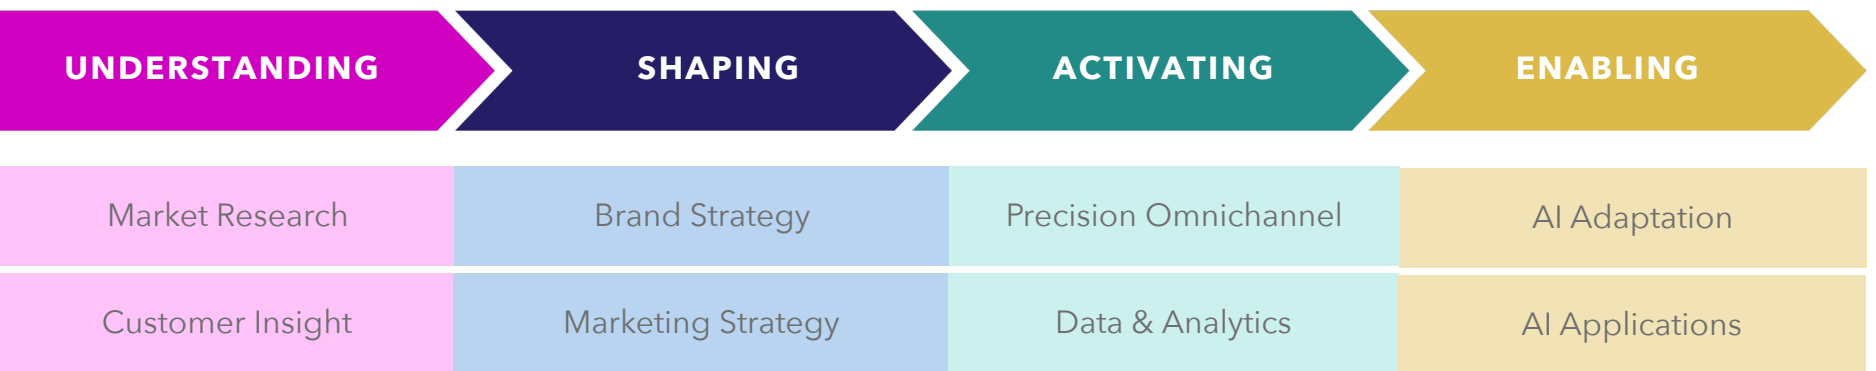 UNDERSTANDING
SHAPING
ACTIVATING
ENABLING
Market Research
Brand Strategy
Precision Omnichannel
AI Adaptation
Customer Insight
Marketing Strategy
Data & Analytics
AI Applications